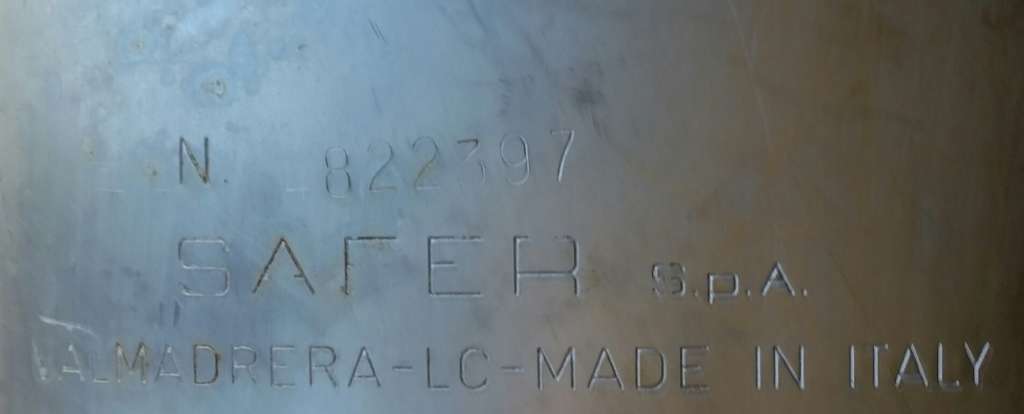 N. 822397
SAFER S.p.A.
VALMADRERA-LC-MADE IN ITALY